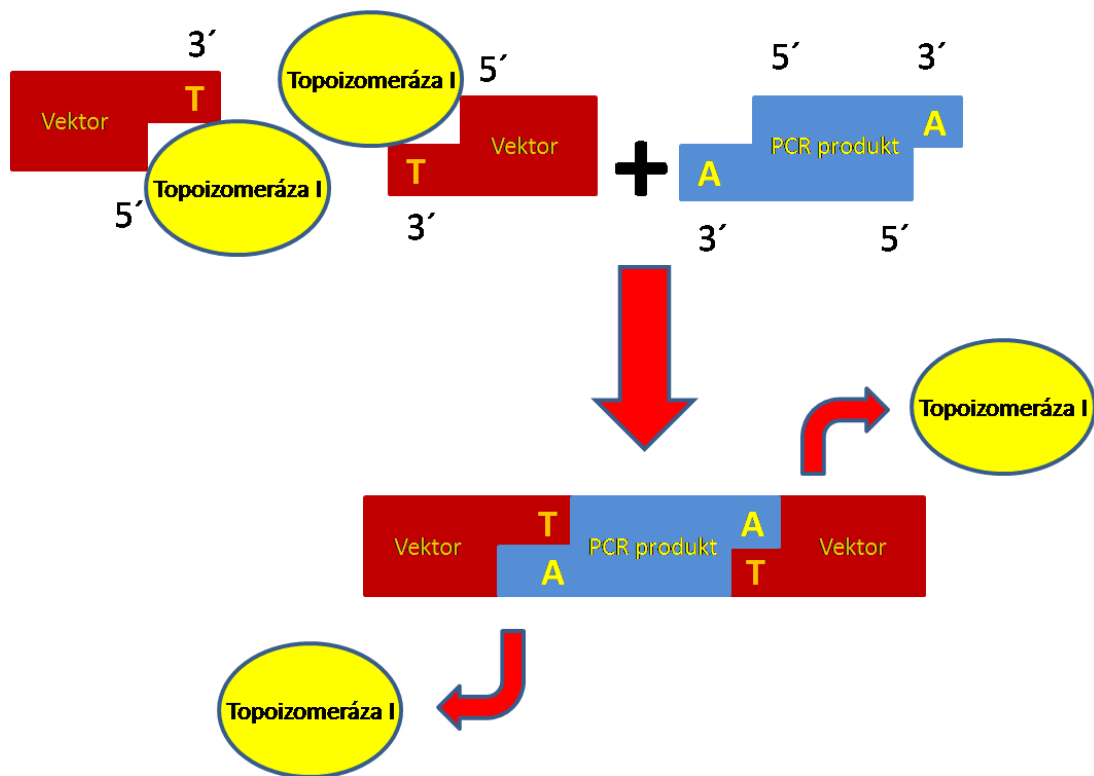 3´
T
Vektor
5´
Topoizomeráza I
Topoizomeráza I
5´
T
Vektor
3´
+
5´
3´
A
PCR produkt
A
3´
5´
Topoizomeráza I
Vektor
T
A
PCR produkt
A
T
Vektor
Topoizomeráza I